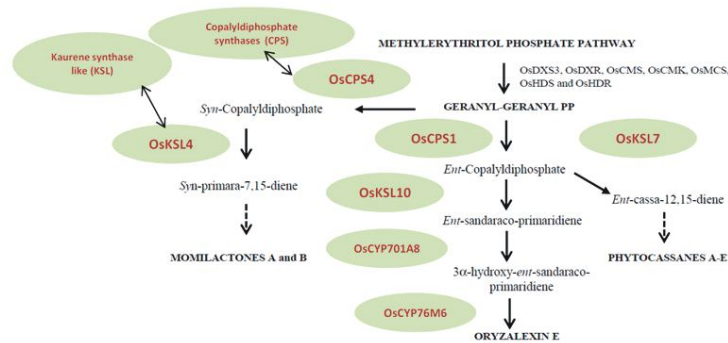 Copalyldiphosphate
synthases (CPS)
Kaurene synthase
like (KSL)
METHYLERYTHRITOL PHOSPHATE PATHWAY
OsCPS4
OsDXS3, OsDXR, OsCMS, OsCMK, OsMCS,
OsHDS and OsHDR
Syn-Copalyldiphosphate
GERANYL-GERANYL PP
OsKSL4
OsCPS1
OsKSL7
Ent-Copalyldiphosphate
Syn-primara-7,15-diene
OsKSL10
Ent-cassa-12,15-diene
Ent-sandaraco-primaridiene
OsCYP701A8
MOMILACTONES A and B
PHYTOCASSANES A-E
3α-hydroxy-ent-sandaraco-
primaridiene
OsCYP76M6
ORYZALEXIN E